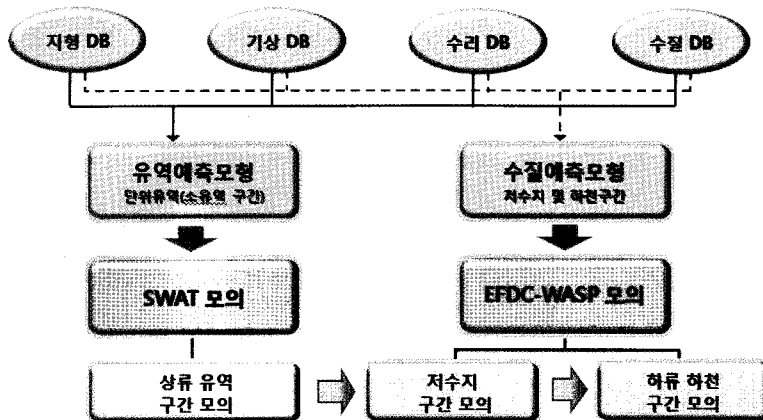 지형 DB
기상 DB
수리 DB
수질 DB
유역예측모형
단위유역(소유역 구간)
수질예측모형
저수지 및 하천구간
SWAT 모의
EFDC-WASP 모의
상류 유역
구간 모의
저수지
구간 모의
하류 하천
구간 모의